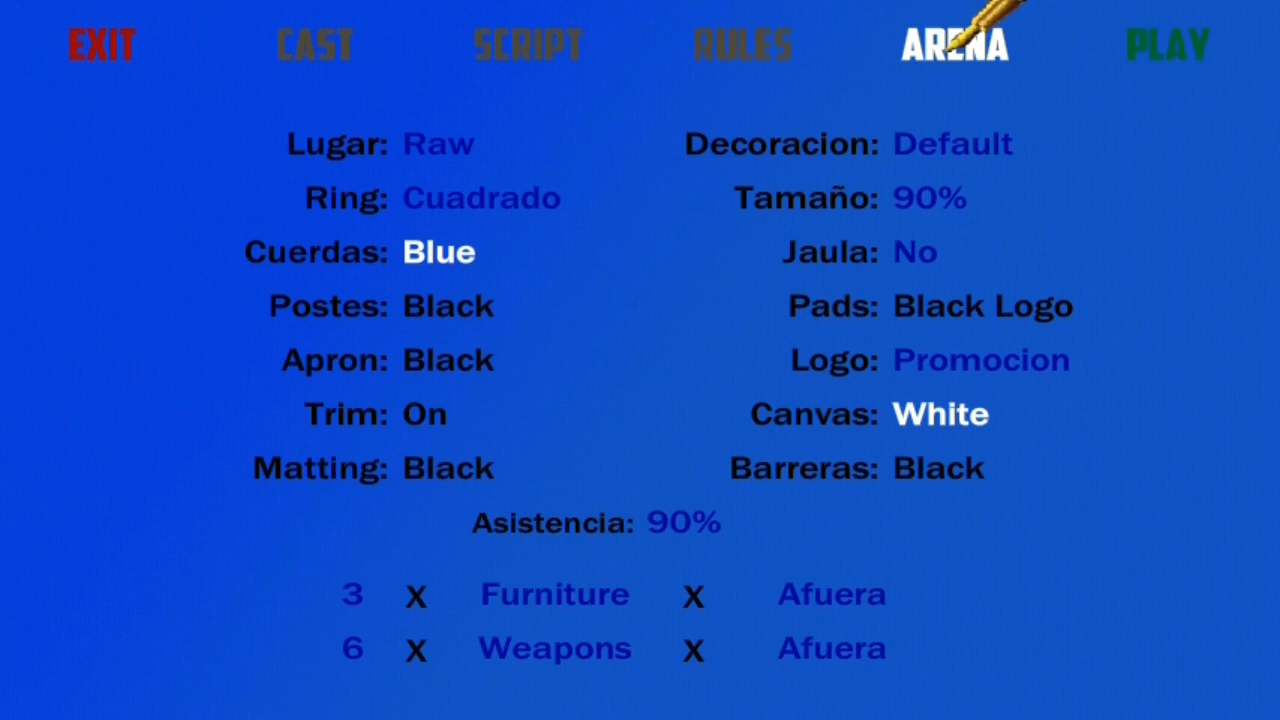 EXIT CAST SCRIPT RULES ARENA PLAY
Lugar: Raw Decoracion: Default
Ring: Cuadrado Tamaño: 90%
Cuerdas: Blue Jaula: No
Postes: Black Pads: Black Logo
Apron: Black Logo: Promocion
Trim: On Canvas: White
Matting: Black Barreras: Black
Asistencia: 90%
3 X Furniture X Afuera
6 X Weapons X Afuera